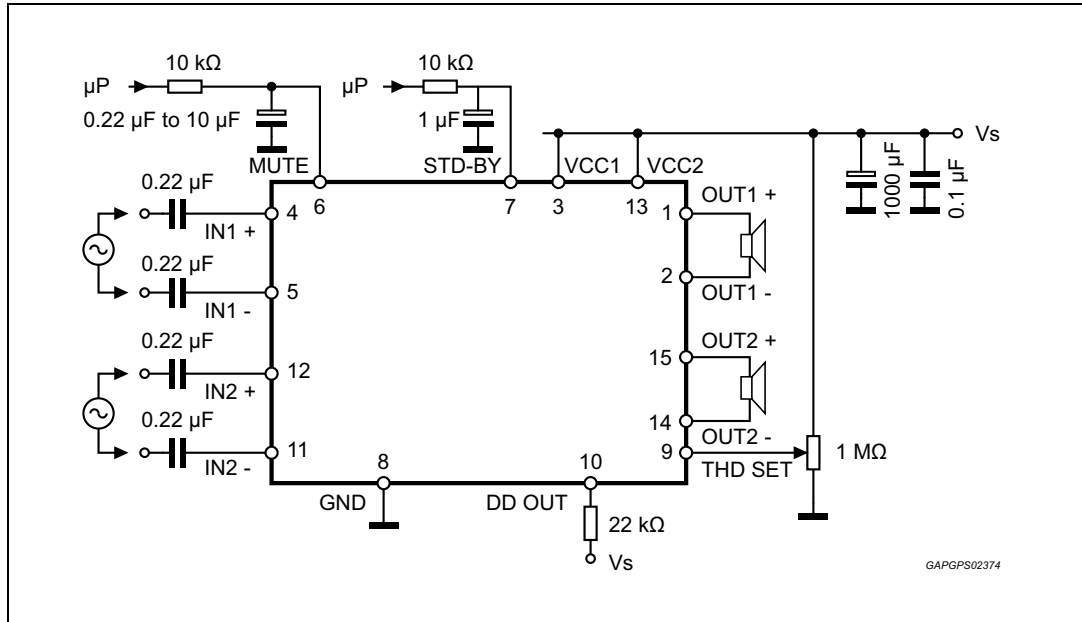 10 kΩ
10 kΩ
µP
µP
0.22 µF to 10 µF
1 µF
Vs
MUTE
STD-BY
VCC1
VCC2
1000 µF
0.1 µF
0.22 µF
6
7
3
13
OUT1 +
4
1
IN1 +
0.22 µF
2
5
OUT1 -
IN1 -
0.22 µF
OUT2 +
15
12
IN2 +
0.22 µF
14
OUT2 -
11
8
10
9
1 MΩ
IN2 -
THD SET
GND
DD OUT
22 kΩ
Vs
GAPGPS02374